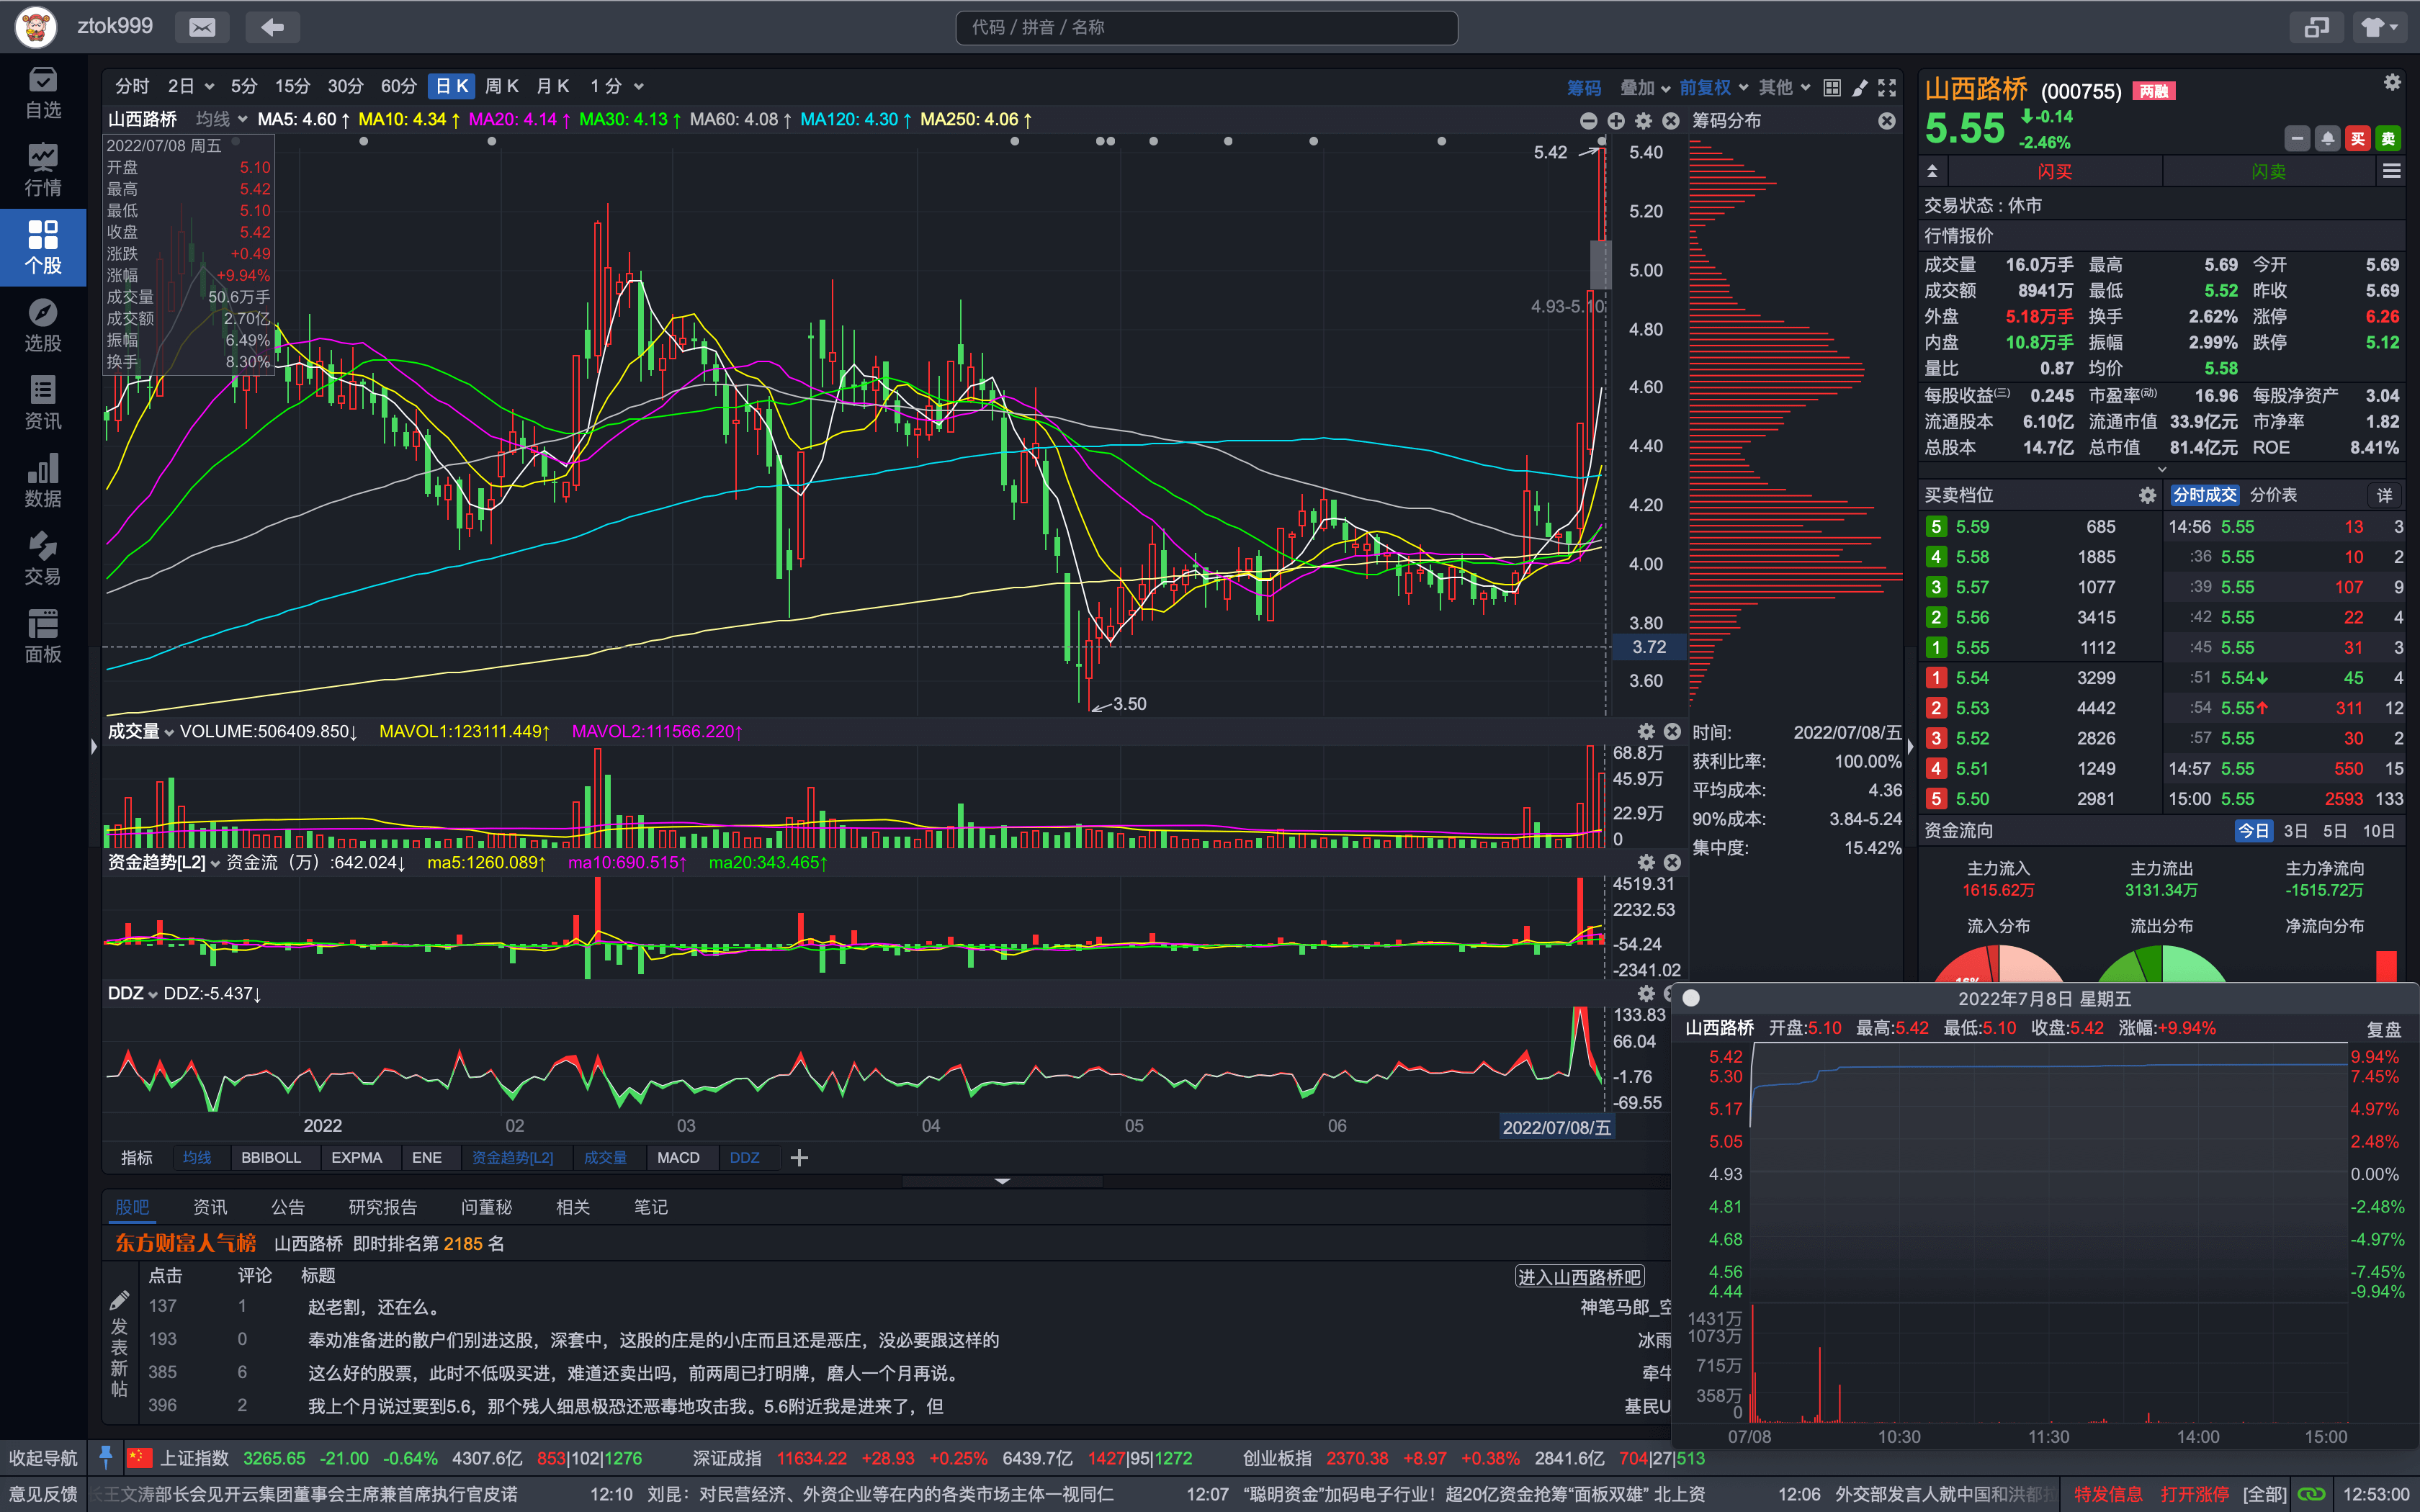 ztok999
代码 / 拼音 / 名称
自选
行情
个股
选股
资讯
数据
交易
面板
分时 2日 5分 15分 30分 60分 日K 周K 月K 1分
筹码 叠加 前复权 其他
山西路桥 均线 MA5: 4.60↑ MA10: 4.34↑ MA20: 4.14↑ MA30: 4.13↑ MA60: 4.08↑ MA120: 4.30↑ MA250: 4.06↑
筹码分布
2022/07/08 周五
开盘 5.10
最高 5.42
最低 5.10
收盘 5.42
涨跌 +0.49
涨幅 +9.94%
成交量 50.6万手
成交额 2.70亿
振幅 6.49%
换手 8.30%
5.42
4.93-5.10
3.50
5.40
5.20
5.00
4.80
4.60
4.40
4.20
4.00
3.80
3.72
3.60
成交量 VOLUME:506409.850↓ MAVOL1:123111.449↑ MAVOL2:111566.220↑
68.8万
45.9万
22.9万
0
资金趋势[L2] 资金流（万）:642.024↓ ma5:1260.089↑ ma10:690.515↑ ma20:343.465↑
4519.31
2232.53
-54.24
-2341.02
DDZ DDZ:-5.437↓
133.83
66.04
-1.76
-69.55
2022 02 03 04 05 06 2022/07/08/五
指标 均线 BBIBOLL EXPMA ENE 资金趋势[L2] 成交量 MACD DDZ
时间: 2022/07/08/五
获利比率: 100.00%
平均成本: 4.36
90%成本: 3.84-5.24
集中度: 15.42%
股吧 资讯 公告 研究报告 问董秘 相关 笔记
东方财富人气榜 山西路桥 即时排名第 2185 名
点击 评论 标题 进入山西路桥吧
发表新帖
137 1 赵老割，还在么。 神笔马郎_空
193 0 奉劝准备进的散户们别进这股，深套中，这股的庄是的小庄而且还是恶庄，没必要跟这样的 冰雨
385 6 这么好的股票，此时不低吸买进，难道还卖出吗，前两周已打明牌，磨人一个月再说。 牵牛
396 2 我上个月说过要到5.6，那个残人细思极恐还恶毒地攻击我。5.6附近我是进来了，但 基民U
山西路桥 (000755) 两融
5.55 -0.14
-2.46%
买 卖
闪买 闪卖
交易状态 : 休市
行情报价
成交量 16.0万手 最高 5.69 今开 5.69
成交额 8941万 最低 5.52 昨收 5.69
外盘 5.18万手 换手 2.62% 涨停 6.26
内盘 10.8万手 振幅 2.99% 跌停 5.12
量比 0.87 均价 5.58
每股收益(三) 0.245 市盈率(动) 16.96 每股净资产 3.04
流通股本 6.10亿 流通市值 33.9亿元 市净率 1.82
总股本 14.7亿 总市值 81.4亿元 ROE 8.41%
买卖档位 分时成交 分价表 详
5 5.59 685 14:56 5.55 13 3
4 5.58 1885 :36 5.55 10 2
3 5.57 1077 :39 5.55 107 9
2 5.56 3415 :42 5.55 22 4
1 5.55 1112 :45 5.55 31 3
1 5.54 3299 :51 5.54↓ 45 4
2 5.53 4442 :54 5.55↑ 311 12
3 5.52 2826 :57 5.55 30 2
4 5.51 1249 14:57 5.55 550 15
5 5.50 2981 15:00 5.55 2593 133
资金流向 今日 3日 5日 10日
主力流入 主力流出 主力净流向
1615.62万 3131.34万 -1515.72万
流入分布 流出分布 净流向分布
16%
2022年7月8日 星期五
山西路桥 开盘:5.10 最高:5.42 最低:5.10 收盘:5.42 涨幅:+9.94% 复盘
5.42 9.94%
5.30 7.45%
5.17 4.97%
5.05 2.48%
4.93 0.00%
4.81 -2.48%
4.68 -4.97%
4.56 -7.45%
4.44 -9.94%
1431万
1073万
715万
358万
0
07/08 10:30 11:30 14:00 15:00
收起导航 上证指数 3265.65 -21.00 -0.64% 4307.6亿 853|102|1276 深证成指 11634.22 +28.93 +0.25% 6439.7亿 1427|95|1272 创业板指 2370.38 +8.97 +0.38% 2841.6亿 704|27|513
意见反馈 王文涛部长会见开云集团董事会主席兼首席执行官皮诺 12:10 刘昆：对民营经济、外资企业等在内的各类市场主体一视同仁 12:07 “聪明资金”加码电子行业！超20亿资金抢筹“面板双雄” 北上资 12:06 外交部发言人就中国和洪都拉 特发信息 打开涨停 [全部] 12:53:00